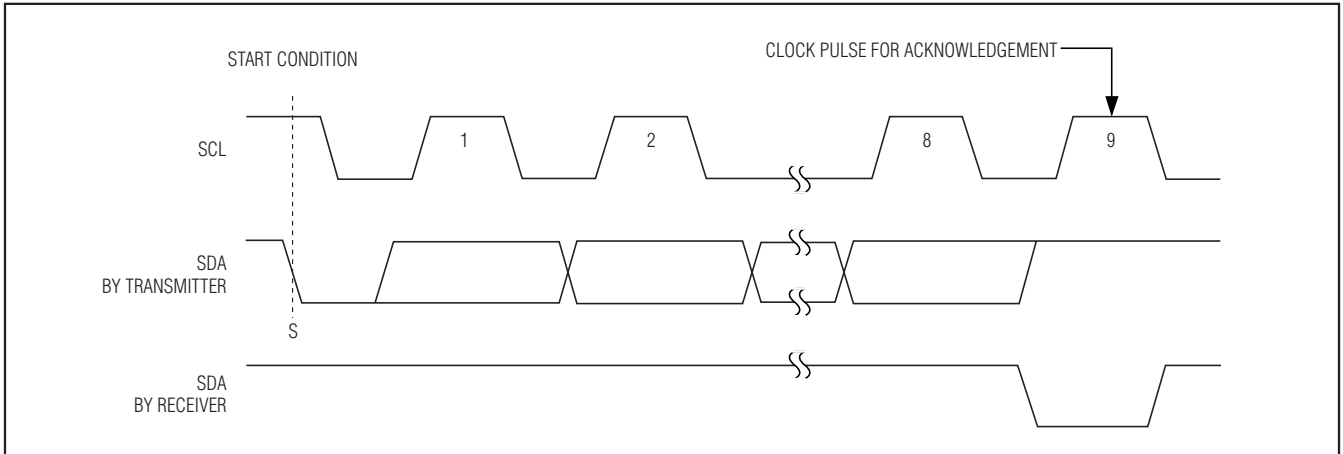 START CONDITION
CLOCK PULSE FOR ACKNOWLEDGEMENT
SCL
1
2
8
9
SDA
BY TRANSMITTER
S
SDA
BY RECEIVER